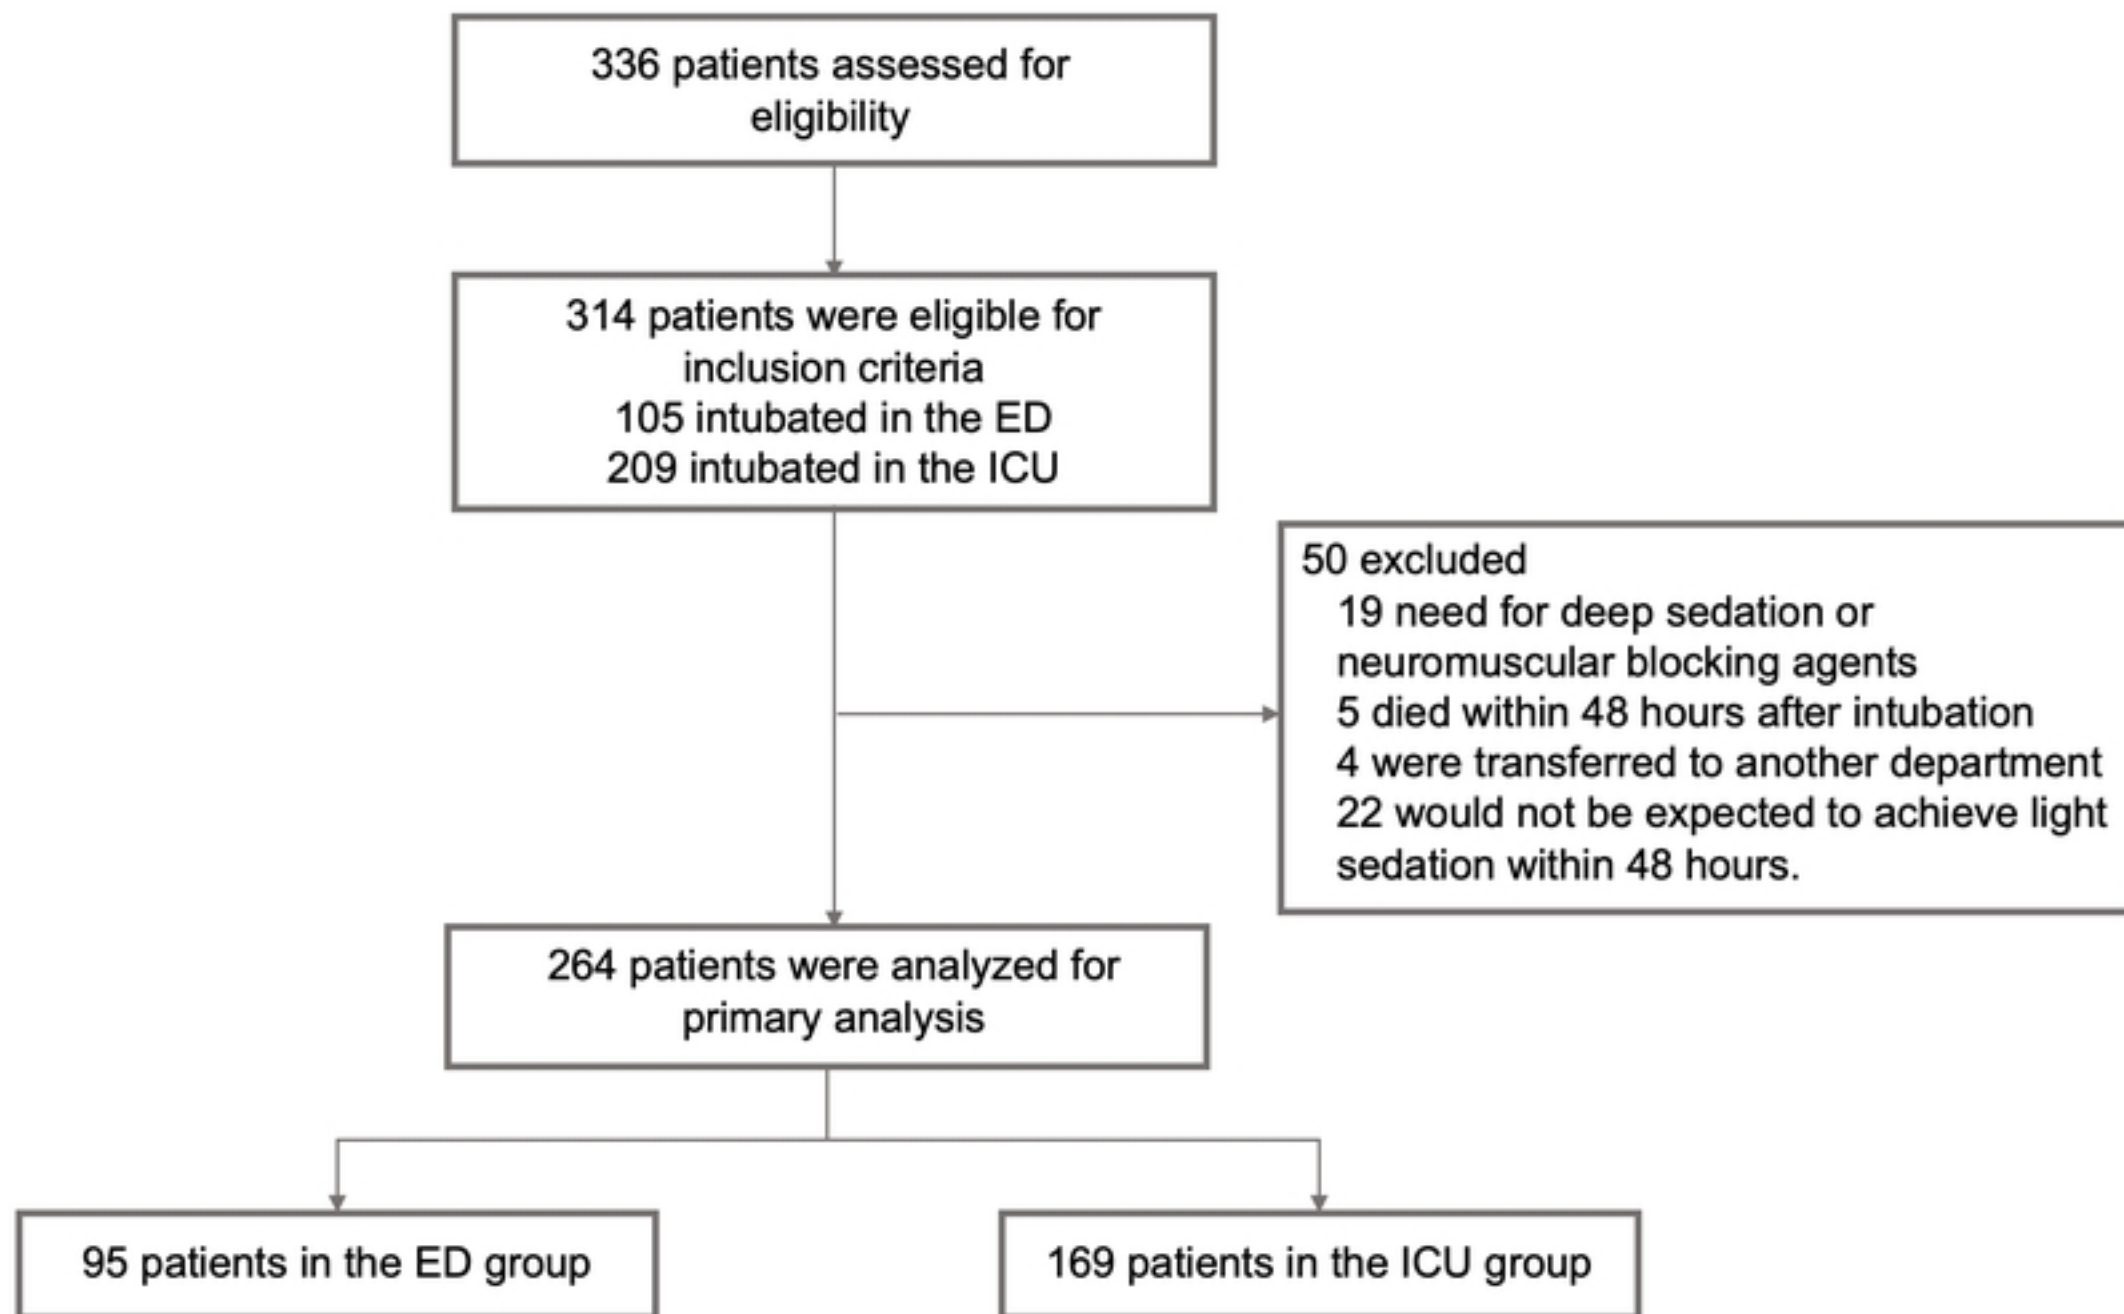 336 patients assessed for
eligibility
314 patients were eligible for
inclusion criteria
105 intubated in the ED
209 intubated in the ICU
50 excluded
19 need for deep sedation or
neuromuscular blocking agents
5 died within 48 hours after intubation
4 were transferred to another department
22 would not be expected to achieve light
sedation within 48 hours.
264 patients were analyzed for
primary analysis
95 patients in the ED group
169 patients in the ICU group